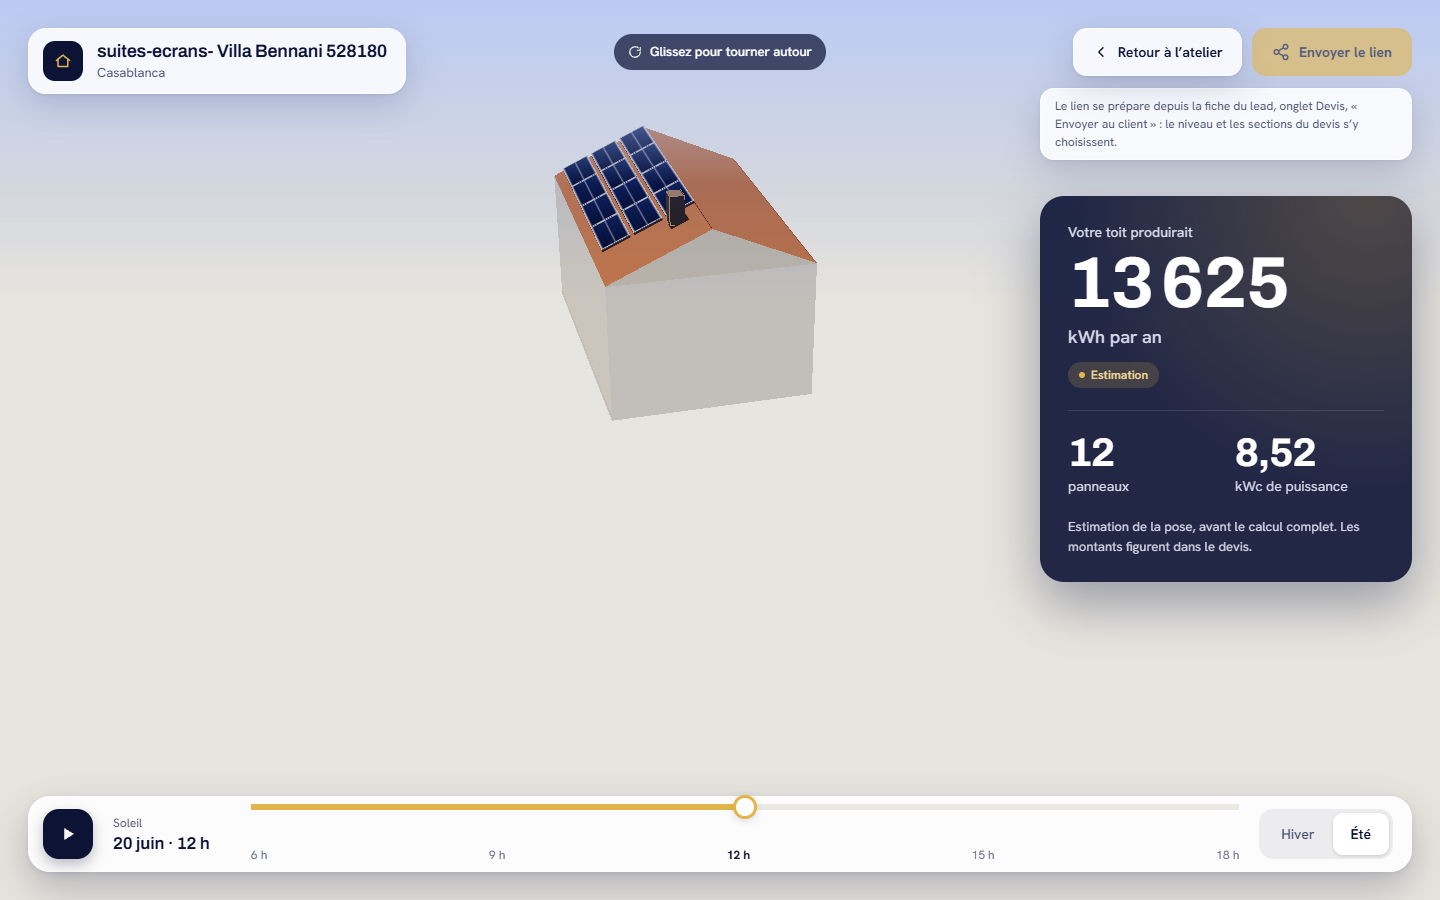 suites-ecrans- Villa Bennani 528180
Casablanca
Glissez pour tourner autour
Retour à l’atelier
Envoyer le lien
Le lien se prépare depuis la fiche du lead, onglet Devis, «
Envoyer au client » : le niveau et les sections du devis s’y
choisissent.
Votre toit produirait
13 625
kWh par an
Estimation
12
panneaux
8,52
kWc de puissance
Estimation de la pose, avant le calcul complet. Les
montants figurent dans le devis.
Soleil
20 juin · 12 h
6 h
9 h
12 h
15 h
18 h
Hiver
Été